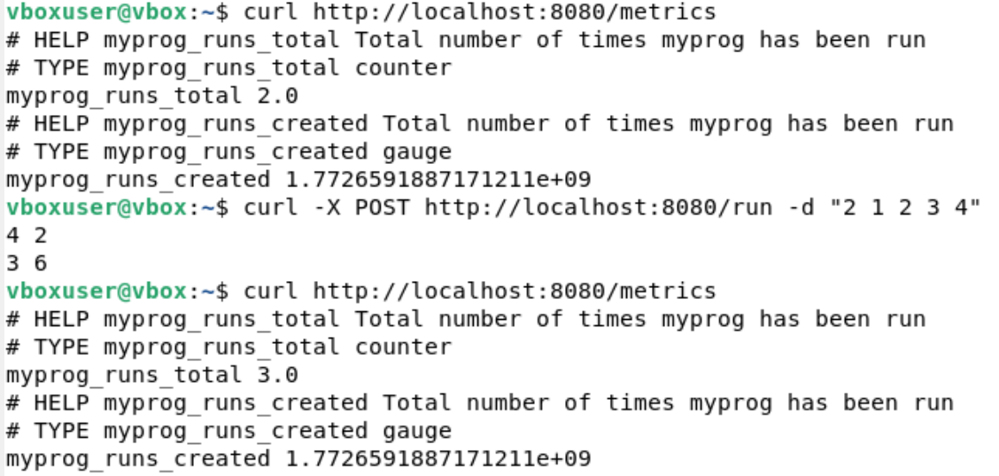 vboxuser@vbox:~$ curl http://localhost:8080/metrics
# HELP myprog_runs_total Total number of times myprog has been run
# TYPE myprog_runs_total counter
myprog_runs_total 2.0
# HELP myprog_runs_created Total number of times myprog has been run
# TYPE myprog_runs_created gauge
myprog_runs_created 1.7726591887171211e+09
vboxuser@vbox:~$ curl -X POST http://localhost:8080/run -d "2 1 2 3 4"
4 2
3 6
vboxuser@vbox:~$ curl http://localhost:8080/metrics
# HELP myprog_runs_total Total number of times myprog has been run
# TYPE myprog_runs_total counter
myprog_runs_total 3.0
# HELP myprog_runs_created Total number of times myprog has been run
# TYPE myprog_runs_created gauge
myprog_runs_created 1.7726591887171211e+09